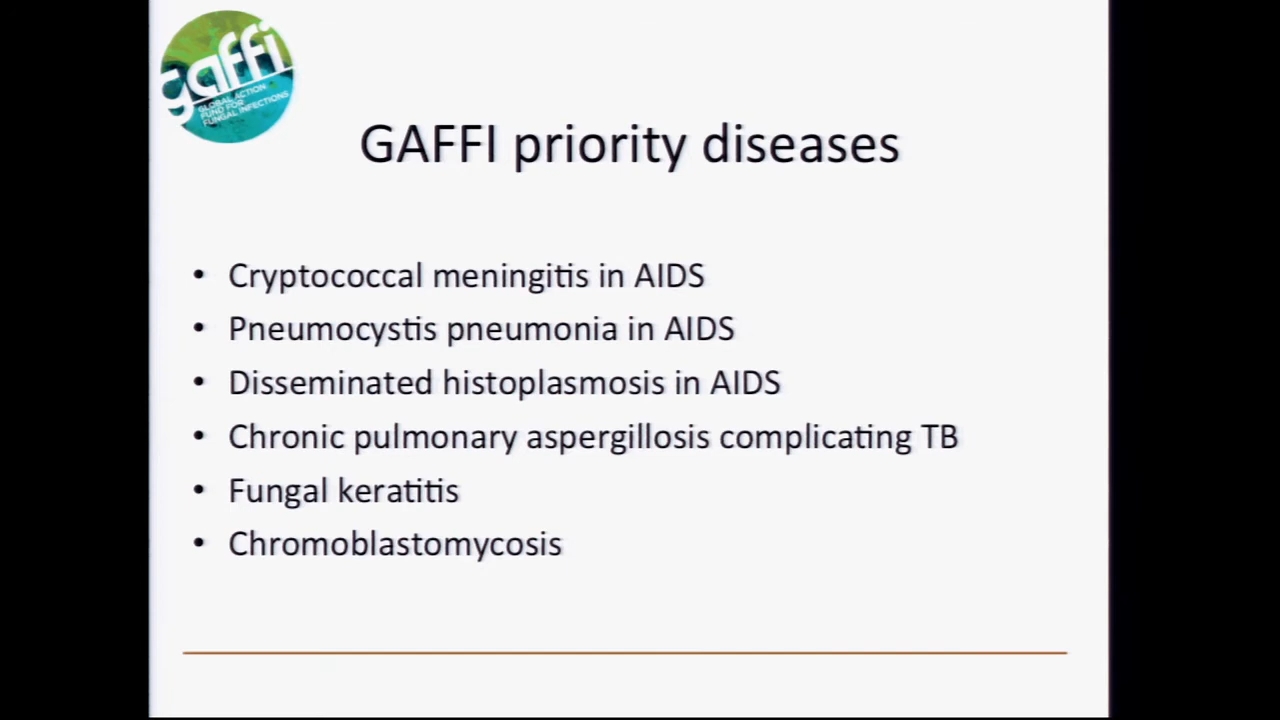 gaffi
GLOBAL ACTION
FUND FOR
FUNGAL INFECTIONS
GAFFI priority diseases
• Cryptococcal meningitis in AIDS
• Pneumocystis pneumonia in AIDS
• Disseminated histoplasmosis in AIDS
• Chronic pulmonary aspergillosis complicating TB
• Fungal keratitis
• Chromoblastomycosis